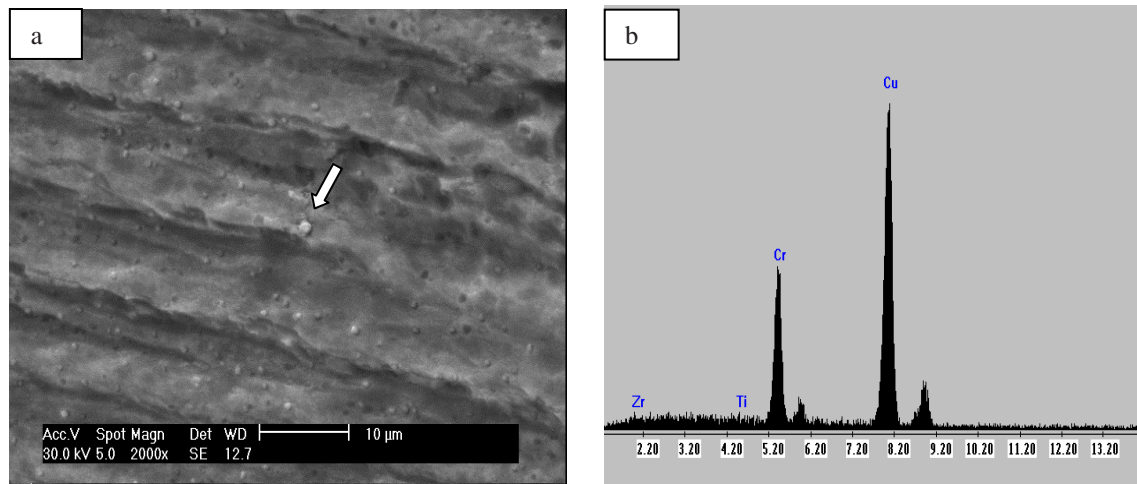 a
Acc.V Spot Magn Det WD 10 µm
30.0 kV 5.0 2000x SE 12.7
b
Cu
Cr
Zr Ti
2.20 3.20 4.20 5.20 6.20 7.20 8.20 9.20 10.20 11.20 12.20 13.20